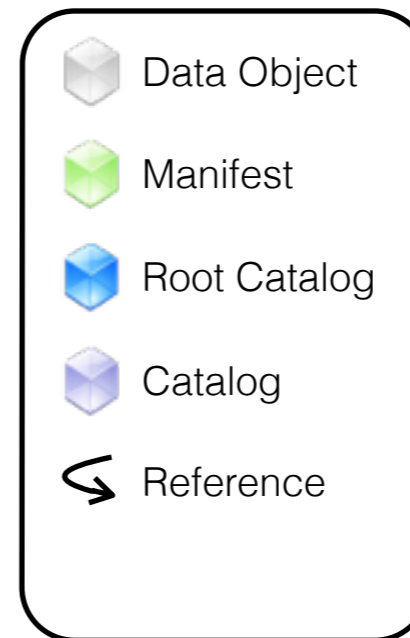 Data Object
Manifest
Root Catalog
Catalog
Reference